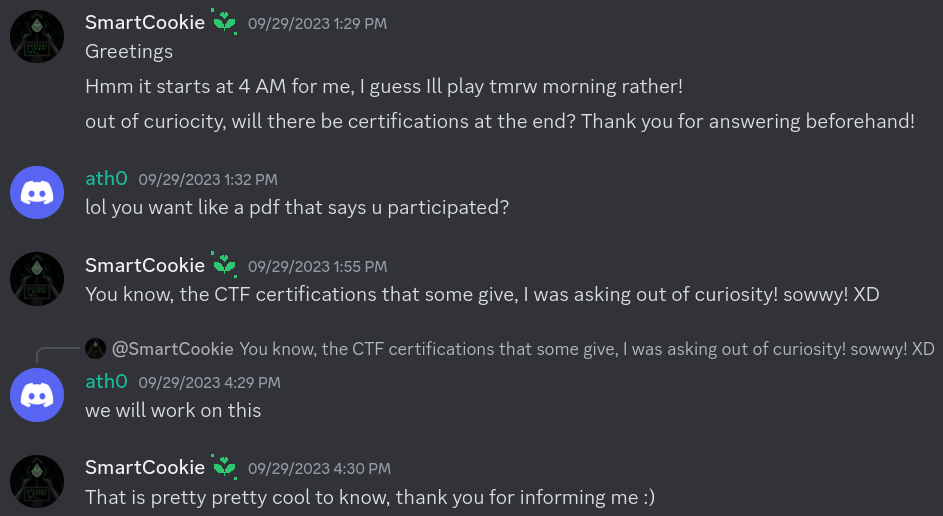 SmartCookie 09/29/2023 1:29 PM
Greetings
Hmm it starts at 4 AM for me, I guess Ill play tmrw morning rather!
out of curiocity, will there be certifications at the end? Thank you for answering beforehand!
ath0 09/29/2023 1:32 PM
lol you want like a pdf that says u participated?
SmartCookie 09/29/2023 1:55 PM
You know, the CTF certifications that some give, I was asking out of curiosity! sowwy! XD
@SmartCookie You know, the CTF certifications that some give, I was asking out of curiosity! sowwy! XD
ath0 09/29/2023 4:29 PM
we will work on this
SmartCookie 09/29/2023 4:30 PM
That is pretty pretty cool to know, thank you for informing me :)